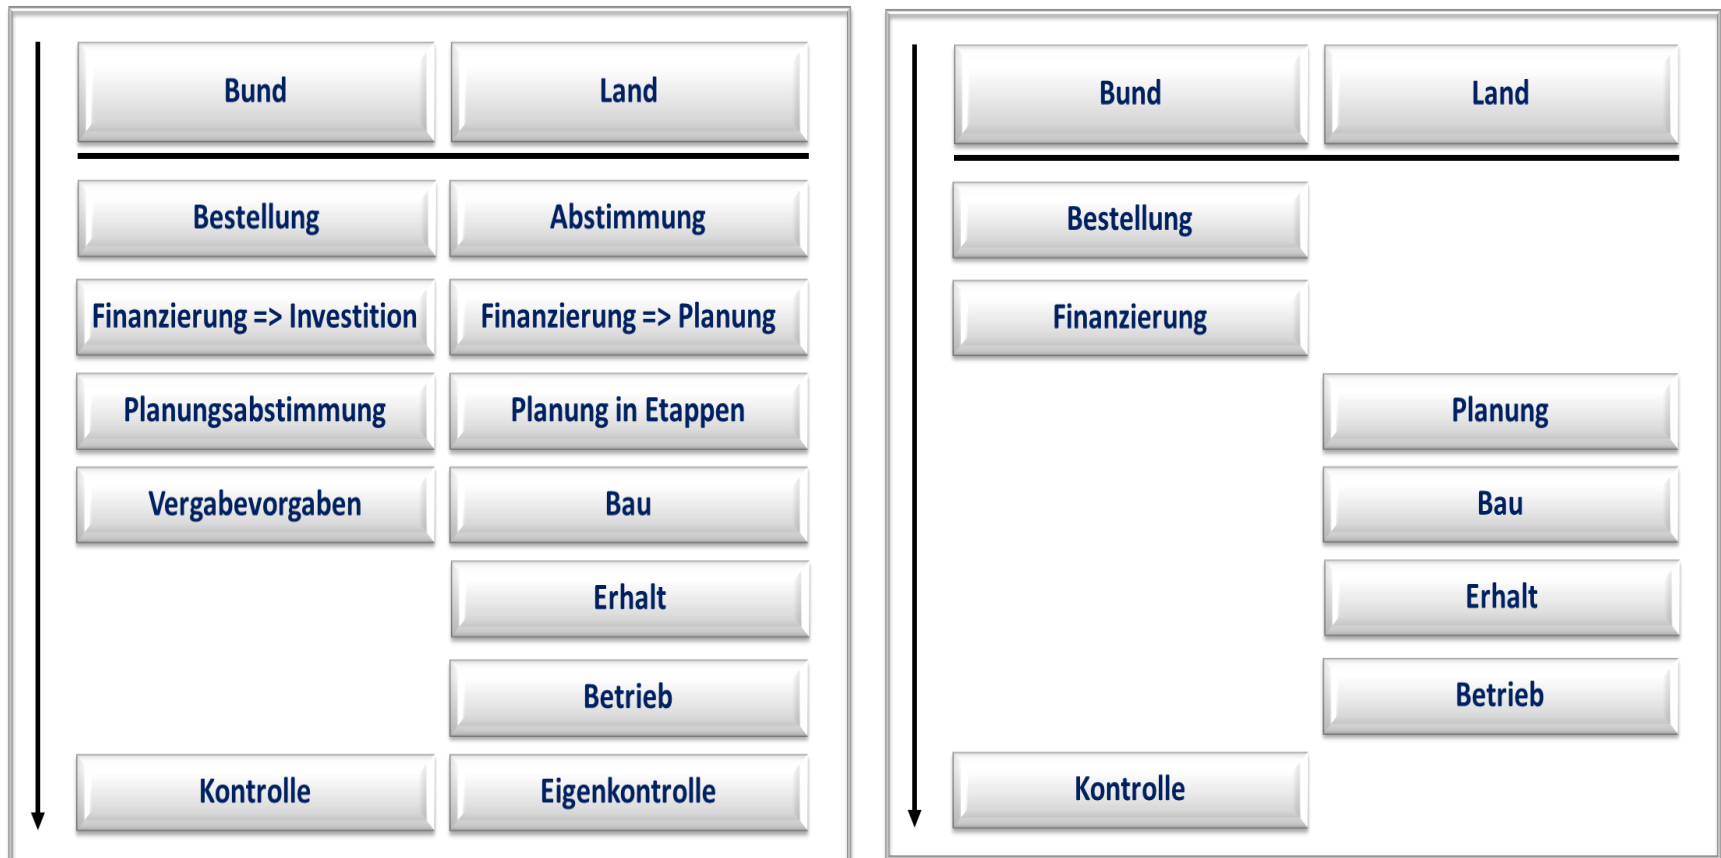 Bund
Land
Bestellung
Abstimmung
Finanzierung => Investition
Finanzierung => Planung
Planungsabstimmung
Planung in Etappen
Vergabevorgaben
Bau
Erhalt
Betrieb
Kontrolle
Eigenkontrolle
Bund
Land
Bestellung
Finanzierung
Planung
Bau
Erhalt
Betrieb
Kontrolle